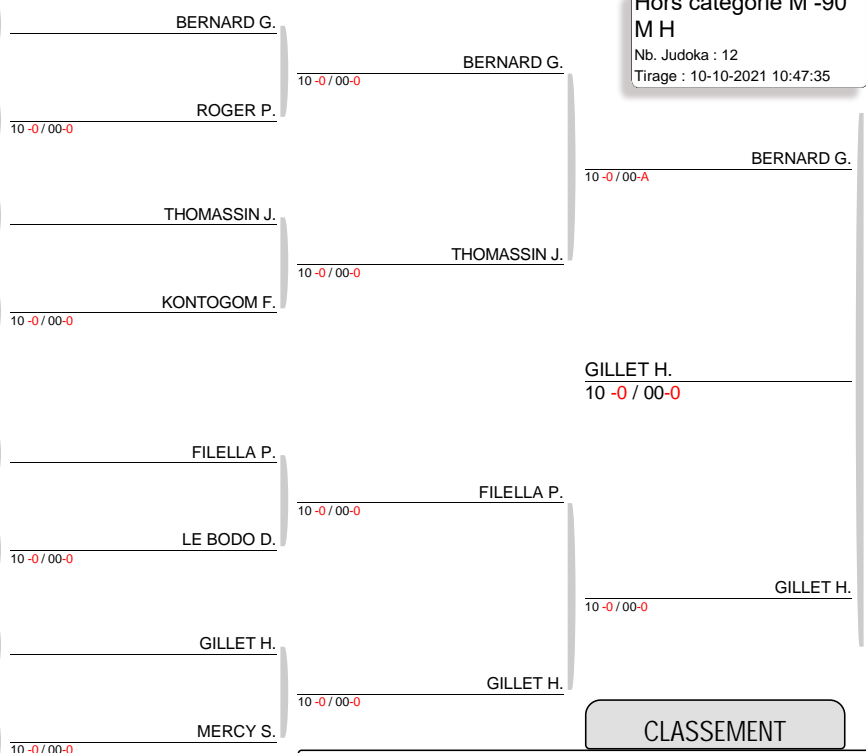 Hors catégorie M -90
M H
Nb. Judoka : 12
Tirage : 10-10-2021 10:47:35
BERNARD G.
ROGER P.
10 -0 / 00-0
THOMASSIN J.
KONTOGOM F.
10 -0 / 00-0
FILELLA P.
LE BODO D.
10 -0 / 00-0
GILLET H.
MERCY S.
10 -0 / 00-0
BERNARD G.
10 -0 / 00-0
THOMASSIN J.
10 -0 / 00-0
FILELLA P.
10 -0 / 00-0
GILLET H.
10 -0 / 00-0
BERNARD G.
10 -0 / 00-A
GILLET H.
10 -0 / 00-0
GILLET H.
10 -0 / 00-0
CLASSEMENT